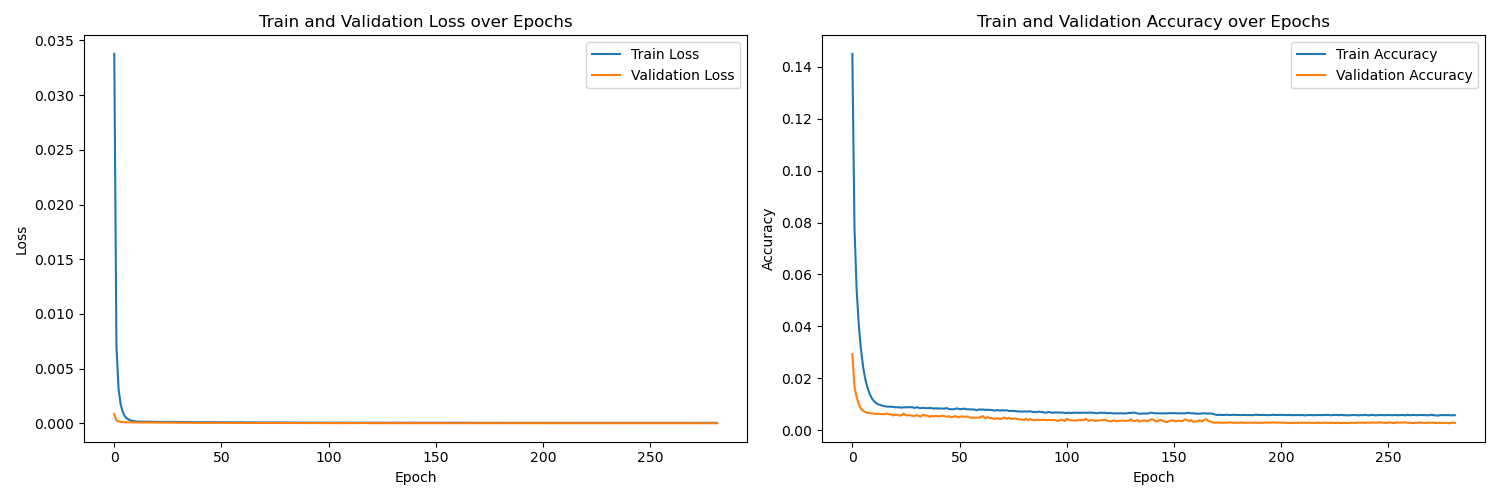 Train and Validation Loss over Epochs
0.035
0.030
0.025
0.020
0.015
0.010
0.005
0.000
Loss
0
50
100
150
200
250
Epoch
Train Loss
Validation Loss
Train and Validation Accuracy over Epochs
0.14
0.12
0.10
0.08
0.06
0.04
0.02
0.00
Accuracy
0
50
100
150
200
250
Epoch
Train Accuracy
Validation Accuracy